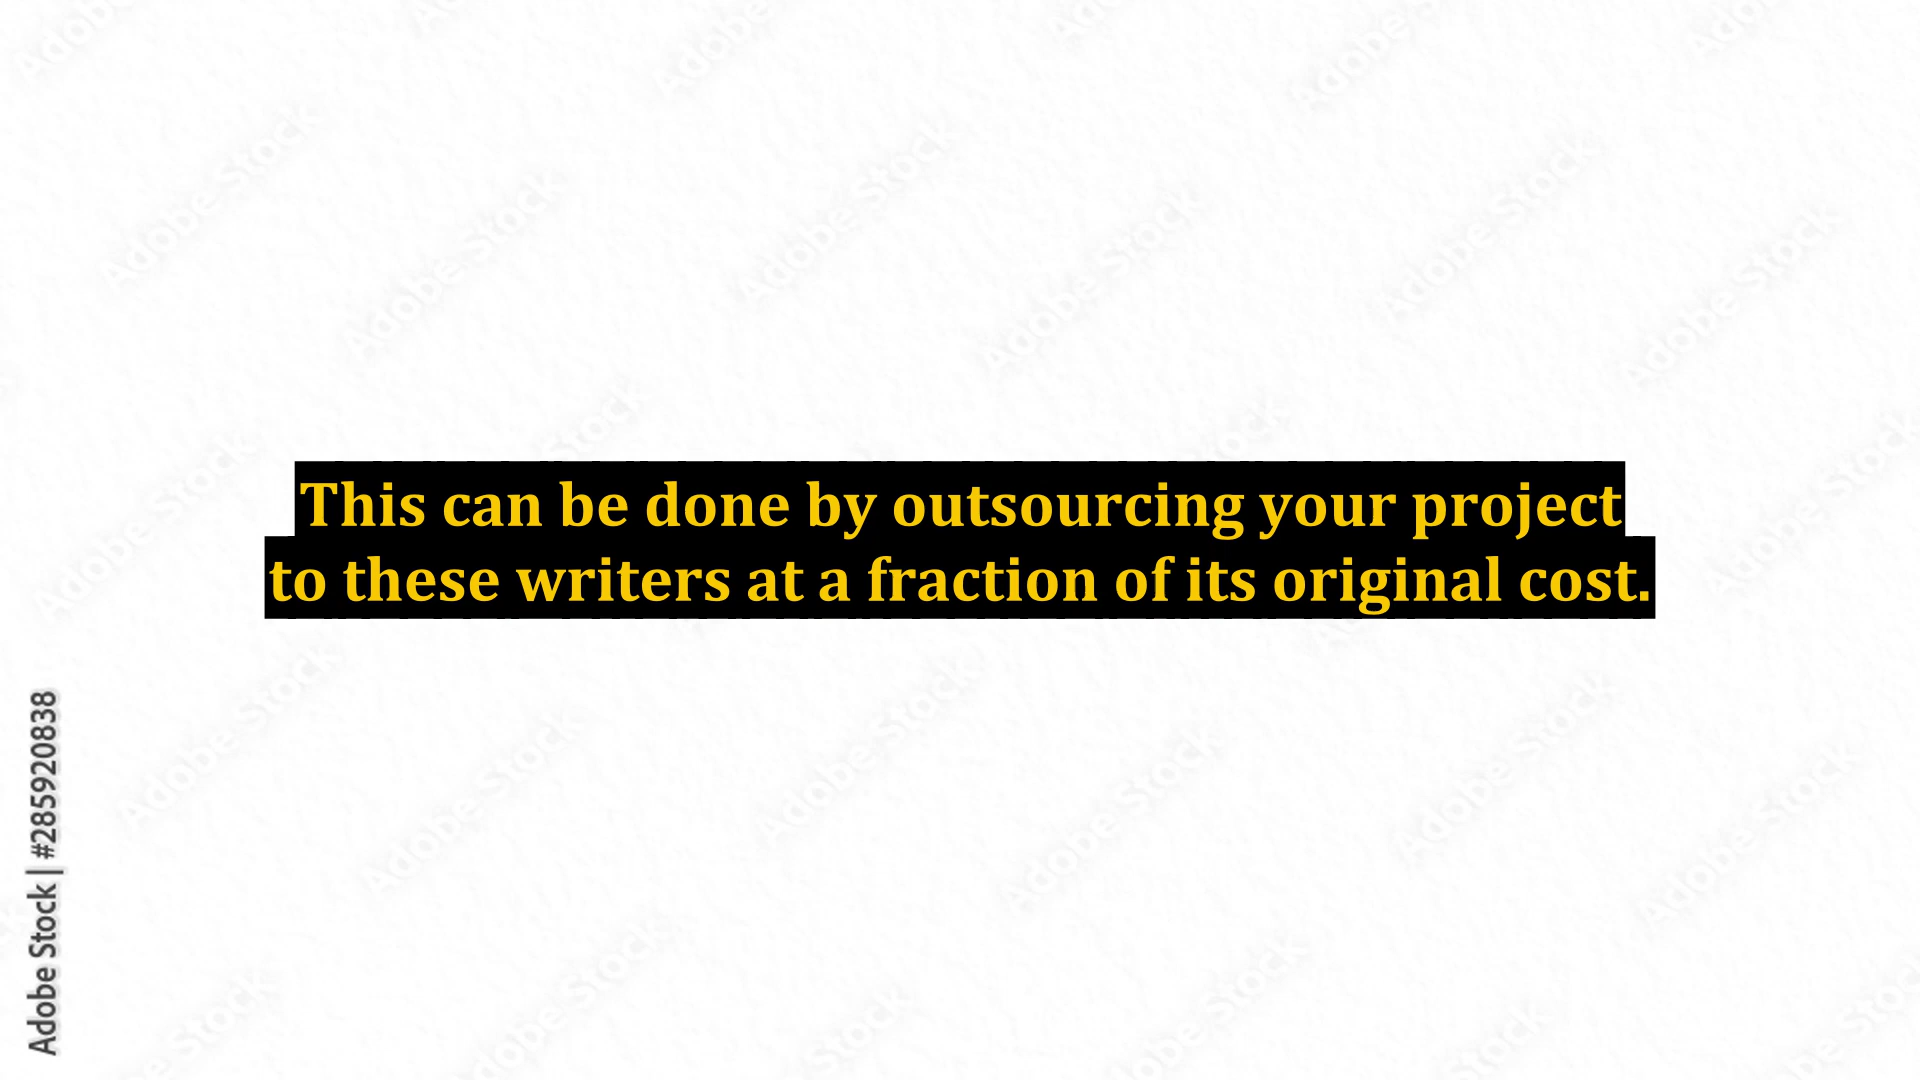 This can be done by outsourcing your project
to these writers at a fraction of its original cost.
Adobe Stock | #285920838